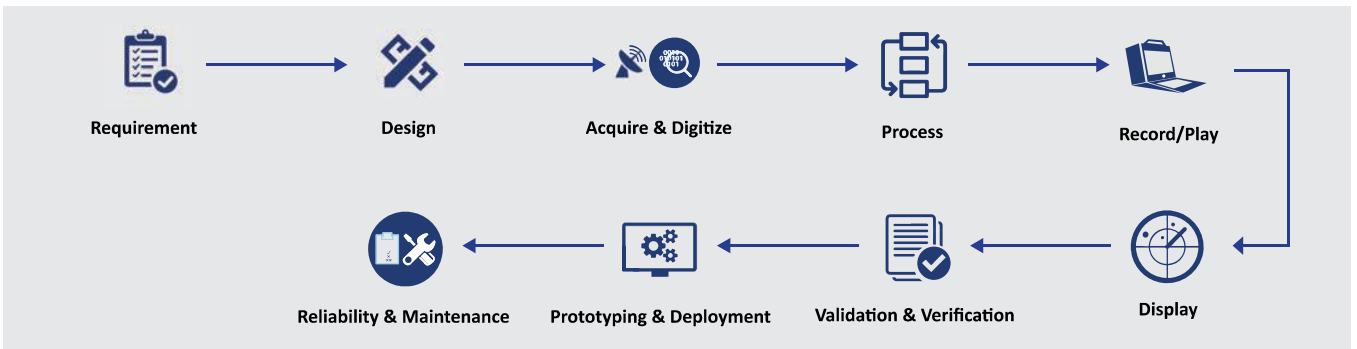 Requirement
Design
Acquire & Digitize
Process
Record/Play
Reliability & Maintenance
Prototyping & Deployment
Validation & Verification
Display